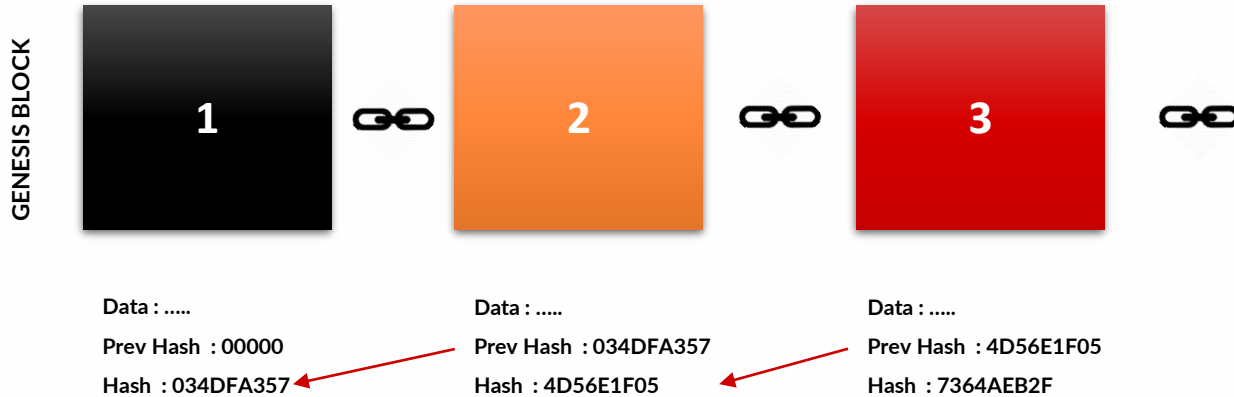 GENESIS BLOCK
1
2
3
Data : .....
Prev Hash : 00000
Hash : 034DFA357
Data : .....
Prev Hash : 034DFA357
Hash : 4D56E1F05
Data : .....
Prev Hash : 4D56E1F05
Hash : 7364AEB2F